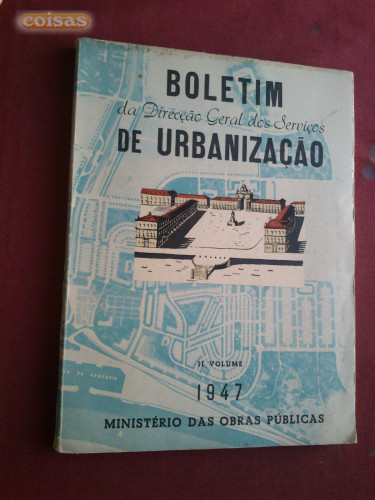 coisas
BOLETIM
da Direcção Geral dos Serviços
DE URBANIZAÇÃO
II VOLUME
1947
MINISTÉRIO DAS OBRAS PÚBLICAS